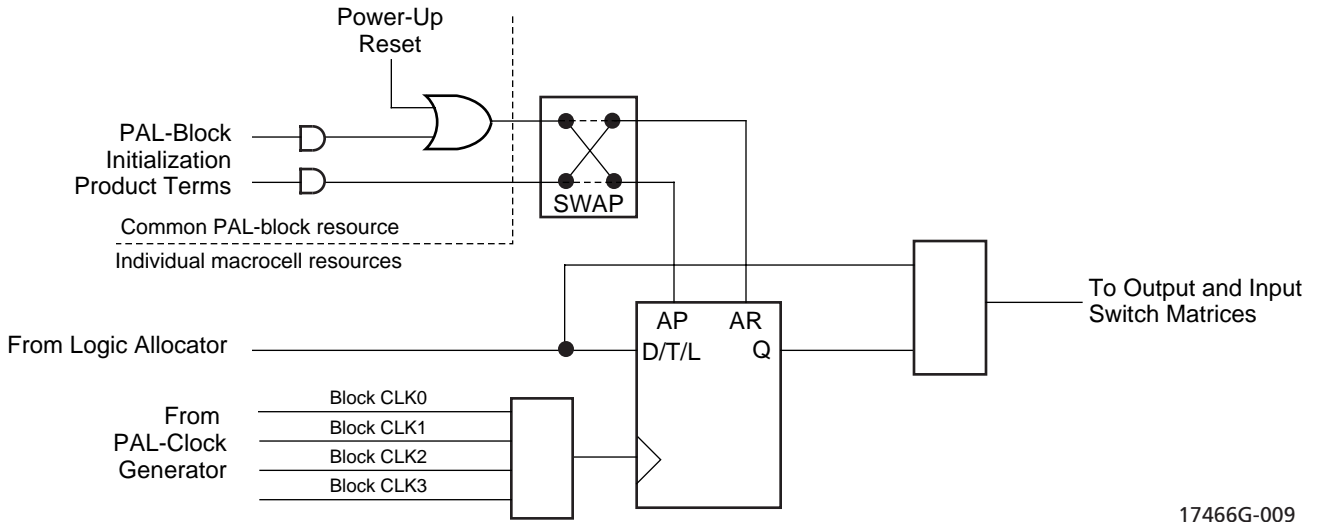 Power-Up
Reset
PAL-Block
Initialization
Product Terms
SWAP
Common PAL-block resource
Individual macrocell resources
AP
AR
To Output and Input
Switch Matrices
From Logic Allocator
D/T/L
Q
From
PAL-Clock
Generator
Block CLK0
Block CLK1
Block CLK2
Block CLK3
17466G-009